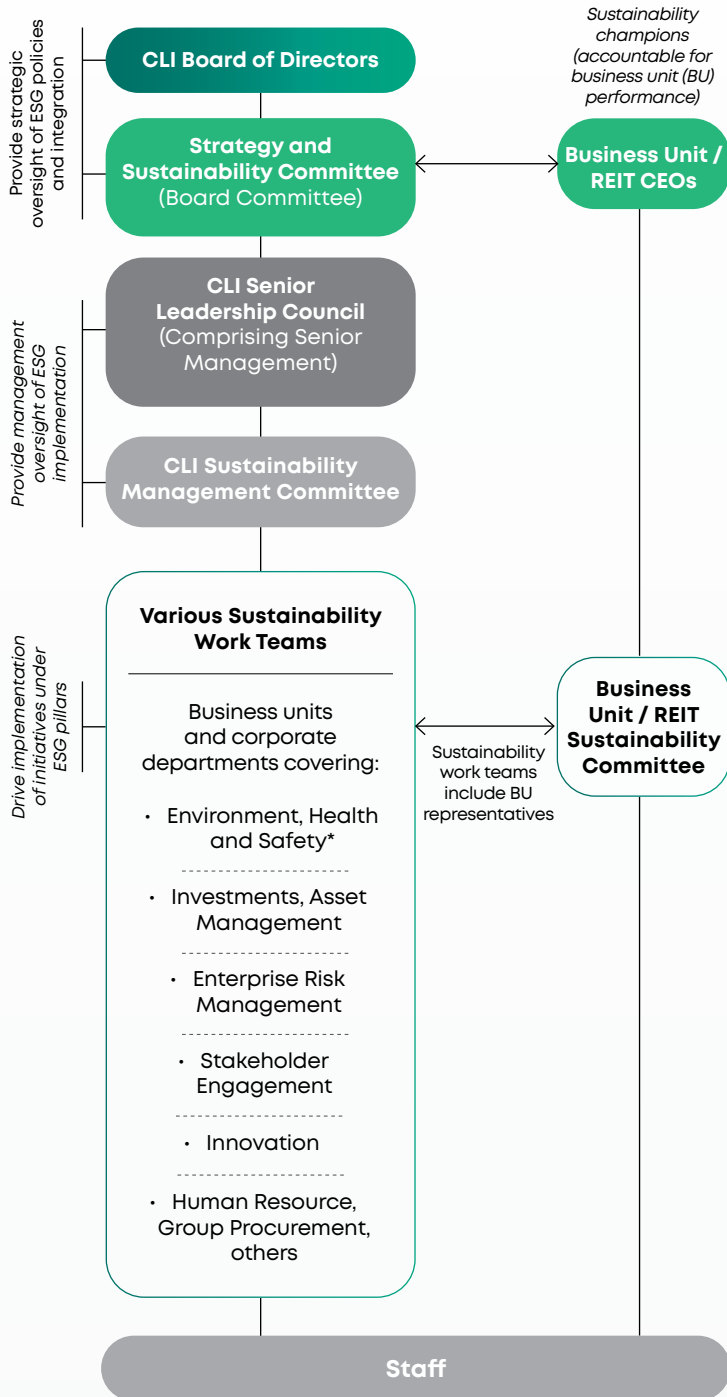 Provide strategic
oversight of ESG policies
and integration
CLI Board of Directors
Sustainability
champions
(accountable for
business unit (BU)
performance)
Strategy and
Sustainability Committee
(Board Committee)
Business Unit /
REIT CEOs
Provide management
oversight of ESG
implementation
CLI Senior
Leadership Council
(Comprising Senior
Management)
CLI Sustainability
Management Committee
Drive implementation
of initiatives under
ESG pillars
Various Sustainability
Work Teams
Business units
and corporate
departments covering:
• Environment, Health
and Safety*
• Investments, Asset
Management
• Enterprise Risk
Management
• Stakeholder
Engagement
• Innovation
• Human Resource,
Group Procurement,
others
Sustainability
work teams
include BU
representatives
Business
Unit / REIT
Sustainability
Committee
Staff